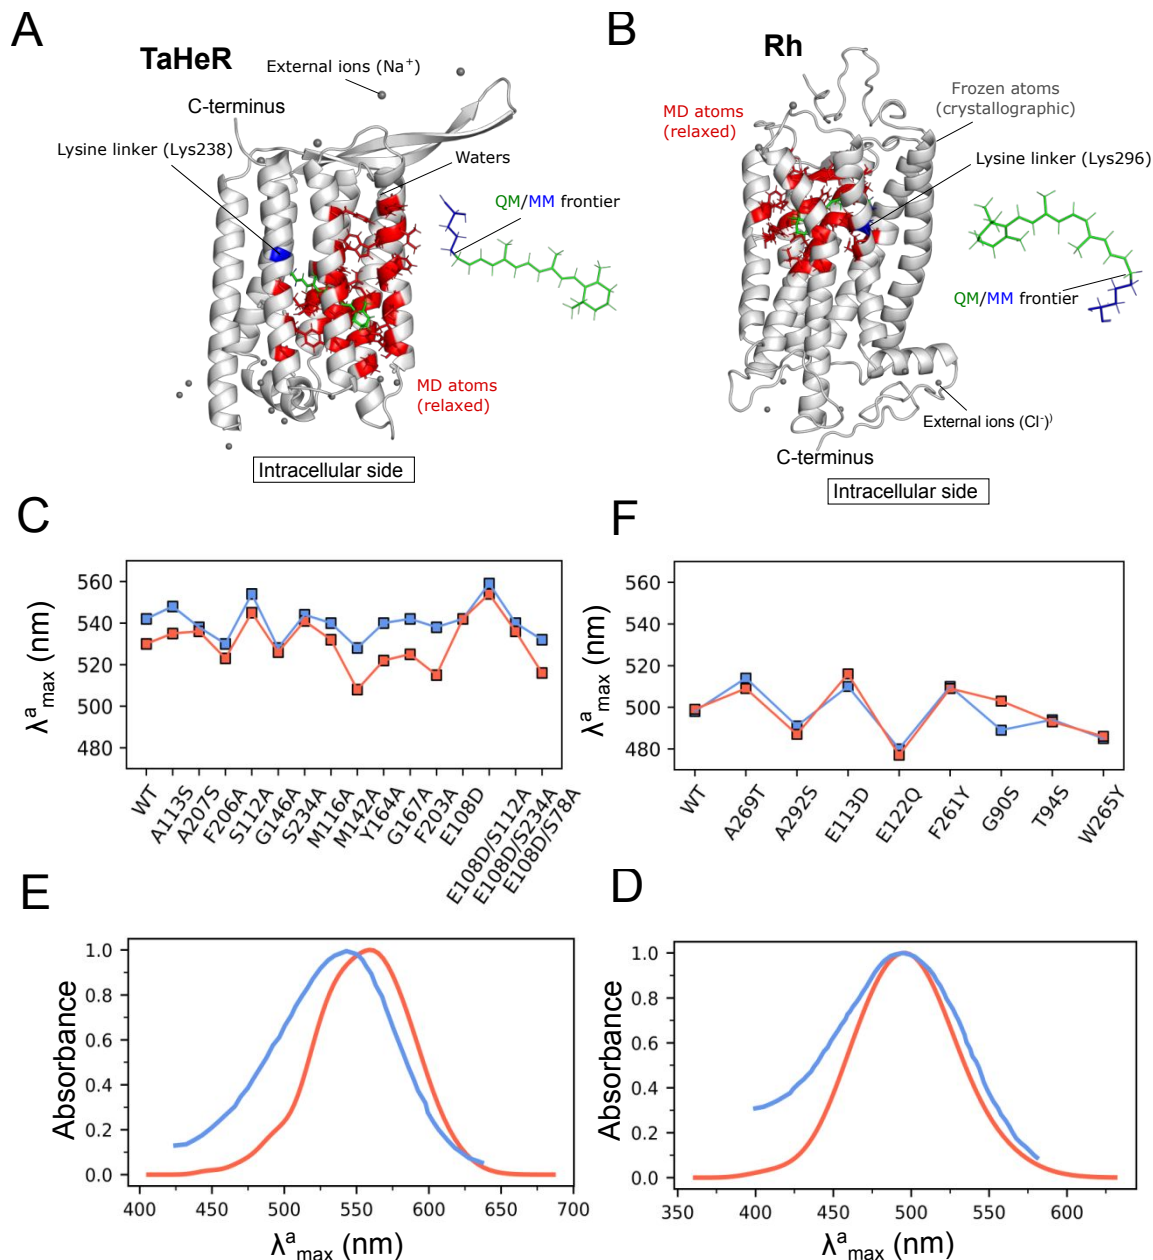 A
TaHeR
External ions (Na⁺)
C-terminus
Lysine linker (Lys238)
Waters
QM/MM frontier
MD atoms
(relaxed)
Intracellular side
B
Rh
MD atoms
(relaxed)
Frozen atoms
(crystallographic)
Lysine linker (Lys296)
QM/MM frontier
External ions (Cl⁻)⁾
C-terminus
Intracellular side
C
λᵃmax (nm)
560
540
520
500
480
WT
A113S
A207S
F206A
S112A
G146A
S234A
M116A
M142A
Y164A
G167A
F203A
E108D
E108D/S112A
E108D/S234A
E108D/S78A
F
λᵃmax (nm)
560
540
520
500
480
WT
A269T
A292S
E113D
E122Q
F261Y
G90S
T94S
W265Y
E
Absorbance
1.0
0.8
0.6
0.4
0.2
0.0
400
450
500
550
600
650
700
λᵃmax (nm)
D
Absorbance
1.0
0.8
0.6
0.4
0.2
0.0
350
400
450
500
550
600
λᵃmax (nm)